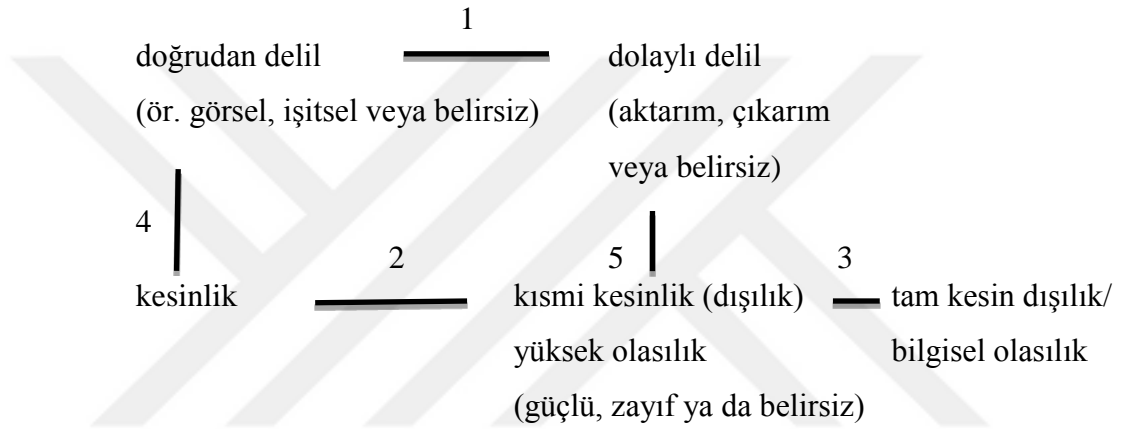 1
doğrudan delil dolaylı delil
(ör. görsel, işitsel veya belirsiz) (aktarım, çıkarım
veya belirsiz)
4 2 5 3
kesinlik kısmi kesinlik (dışılık) tam kesin dışılık/
yüksek olasılık bilgisel olasılık
(güçlü, zayıf ya da belirsiz)